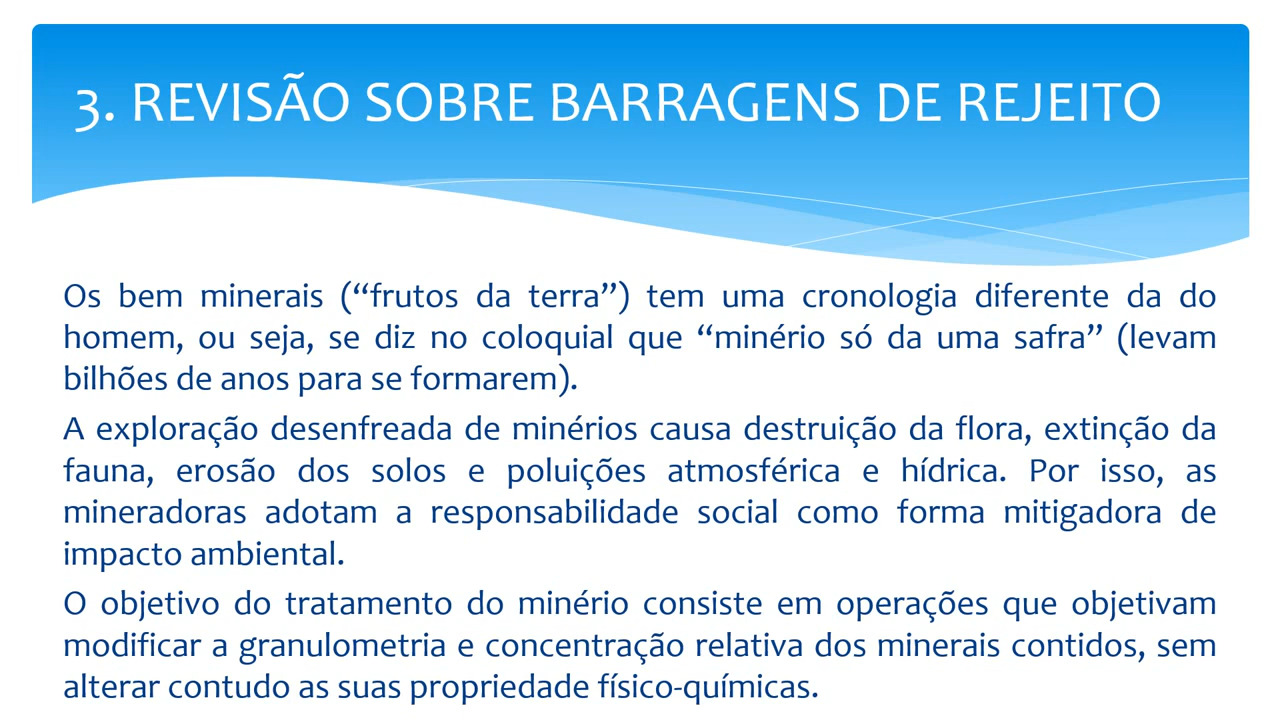 3. REVISÃO SOBRE BARRAGENS DE REJEITO
Os bem minerais (“frutos da terra”) tem uma cronologia diferente da do
homem, ou seja, se diz no coloquial que “minério só da uma safra” (levam
bilhões de anos para se formarem).
A exploração desenfreada de minérios causa destruição da flora, extinção da
fauna, erosão dos solos e poluições atmosférica e hídrica. Por isso, as
mineradoras adotam a responsabilidade social como forma mitigadora de
impacto ambiental.
O objetivo do tratamento do minério consiste em operações que objetivam
modificar a granulometria e concentração relativa dos minerais contidos, sem
alterar contudo as suas propriedade físico-químicas.